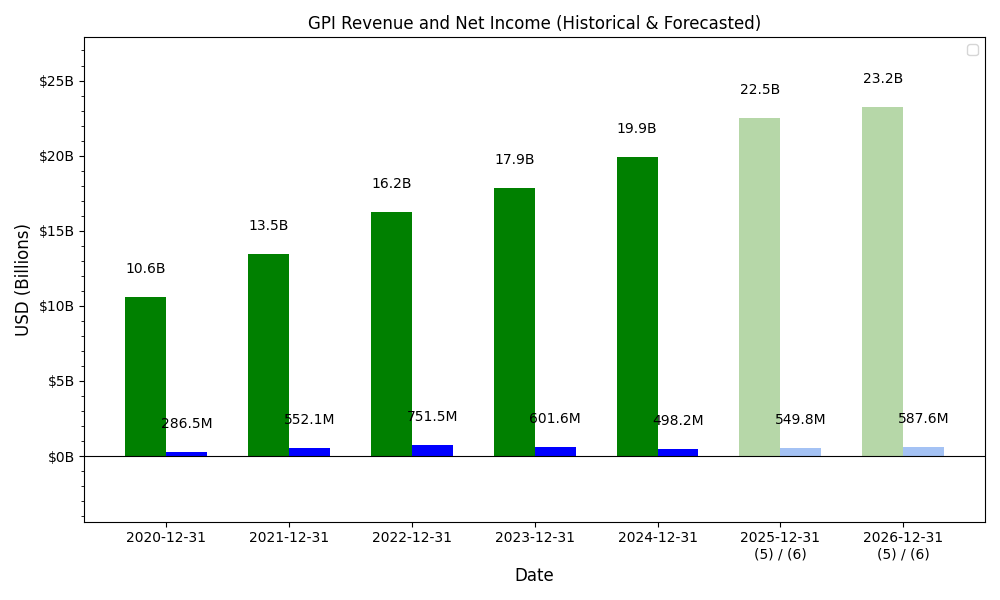 GPI Revenue and Net Income (Historical & Forecasted)
USD (Billions)
$25B
$20B
$15B
$10B
$5B
$0B
10.6B
286.5M
13.5B
552.1M
16.2B
751.5M
17.9B
601.6M
19.9B
498.2M
22.5B
549.8M
23.2B
587.6M
2020-12-31
2021-12-31
2022-12-31
2023-12-31
2024-12-31
2025-12-31
(5) / (6)
2026-12-31
(5) / (6)
Date